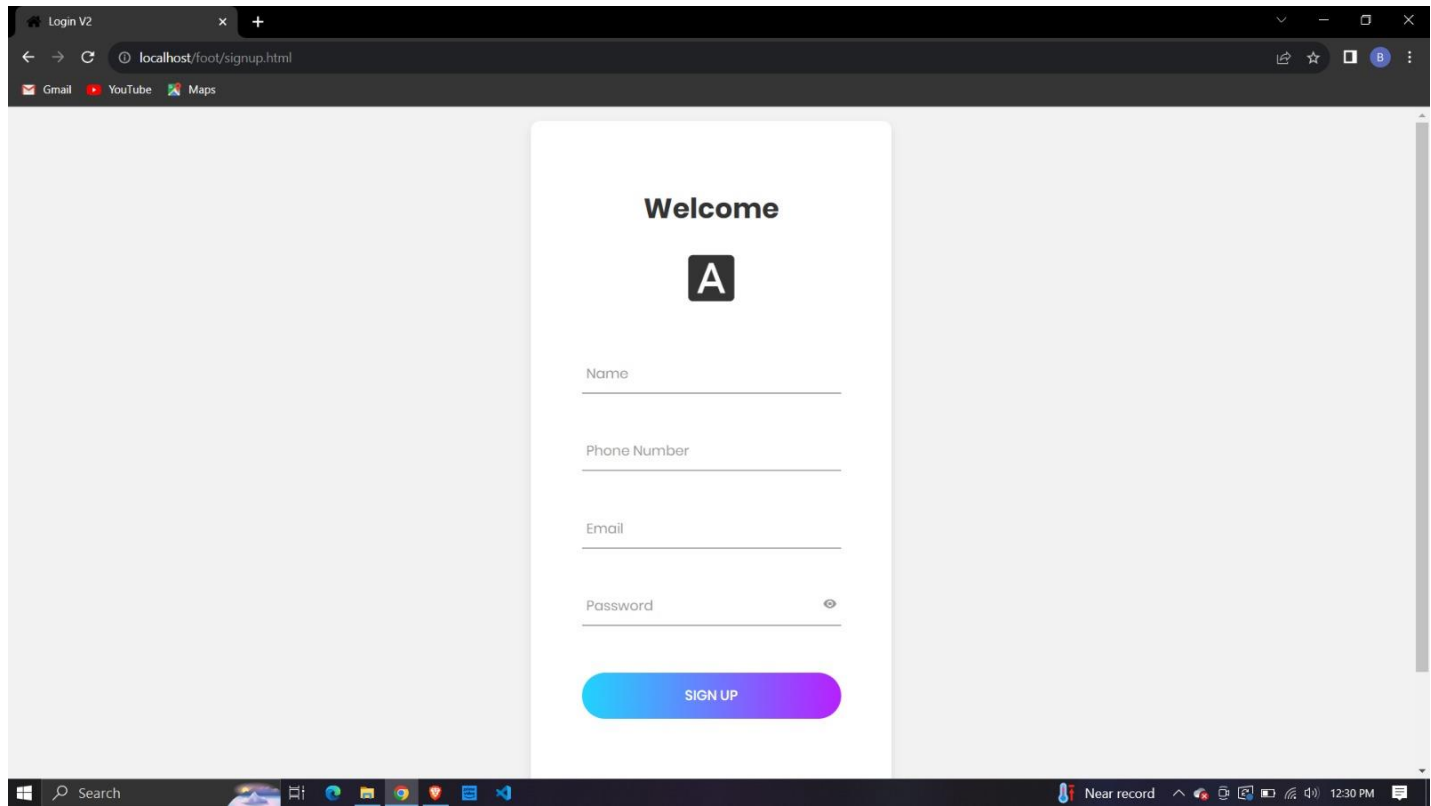 Login V2
localhost/foot/signup.html
B
Gmail YouTube Maps
Welcome
A
Name
Phone Number
Email
Password
SIGN UP
Search
Near record
12:30 PM